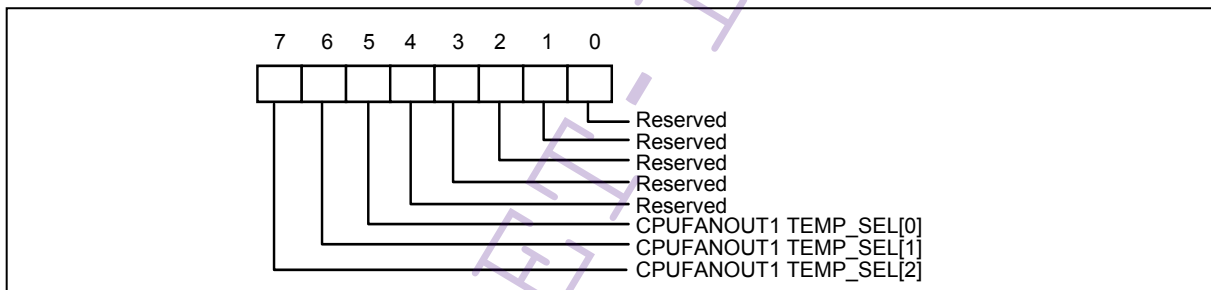 7 6 5 4 3 2 1 0
Reserved
Reserved
Reserved
Reserved
Reserved
CPUFANOUT1 TEMP_SEL[0]
CPUFANOUT1 TEMP_SEL[1]
CPUFANOUT1 TEMP_SEL[2]